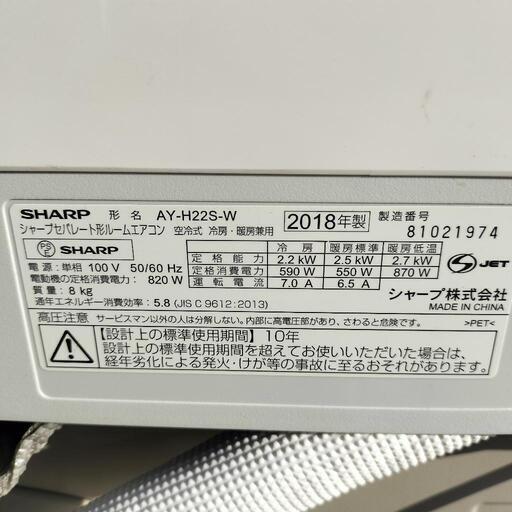 SHARP 形名 AY-H22S-W 2018年製 製造番号
シャープセパレート形ルームエアコン 空冷式 冷房・暖房兼用 81021974
PS E SHARP
冷房 暖房標準 暖房低温
定格能力 2.2 kW 2.5 kW 2.7 kW
定格消費電力 590 W 550 W 870 W
運転電流 7.0 A 6.5 A
電源:単相 100 V 50/60 Hz
電動機の定格消費電力: 820 W
質量: 8 kg
通年エネルギー消費効率: 5.8 (JIS C 9612:2013)
S JET
シャープ株式会社
MADE IN CHINA
高圧注意 サービスマン以外の人は分解しない。内部に高電圧部があり、さわると危険です。 >PET<
【設計上の標準使用期間】10年
設計上の標準使用期間を超えてお使いいただいた場合は、
経年劣化による発火・けが等の事故に至るおそれがあります。